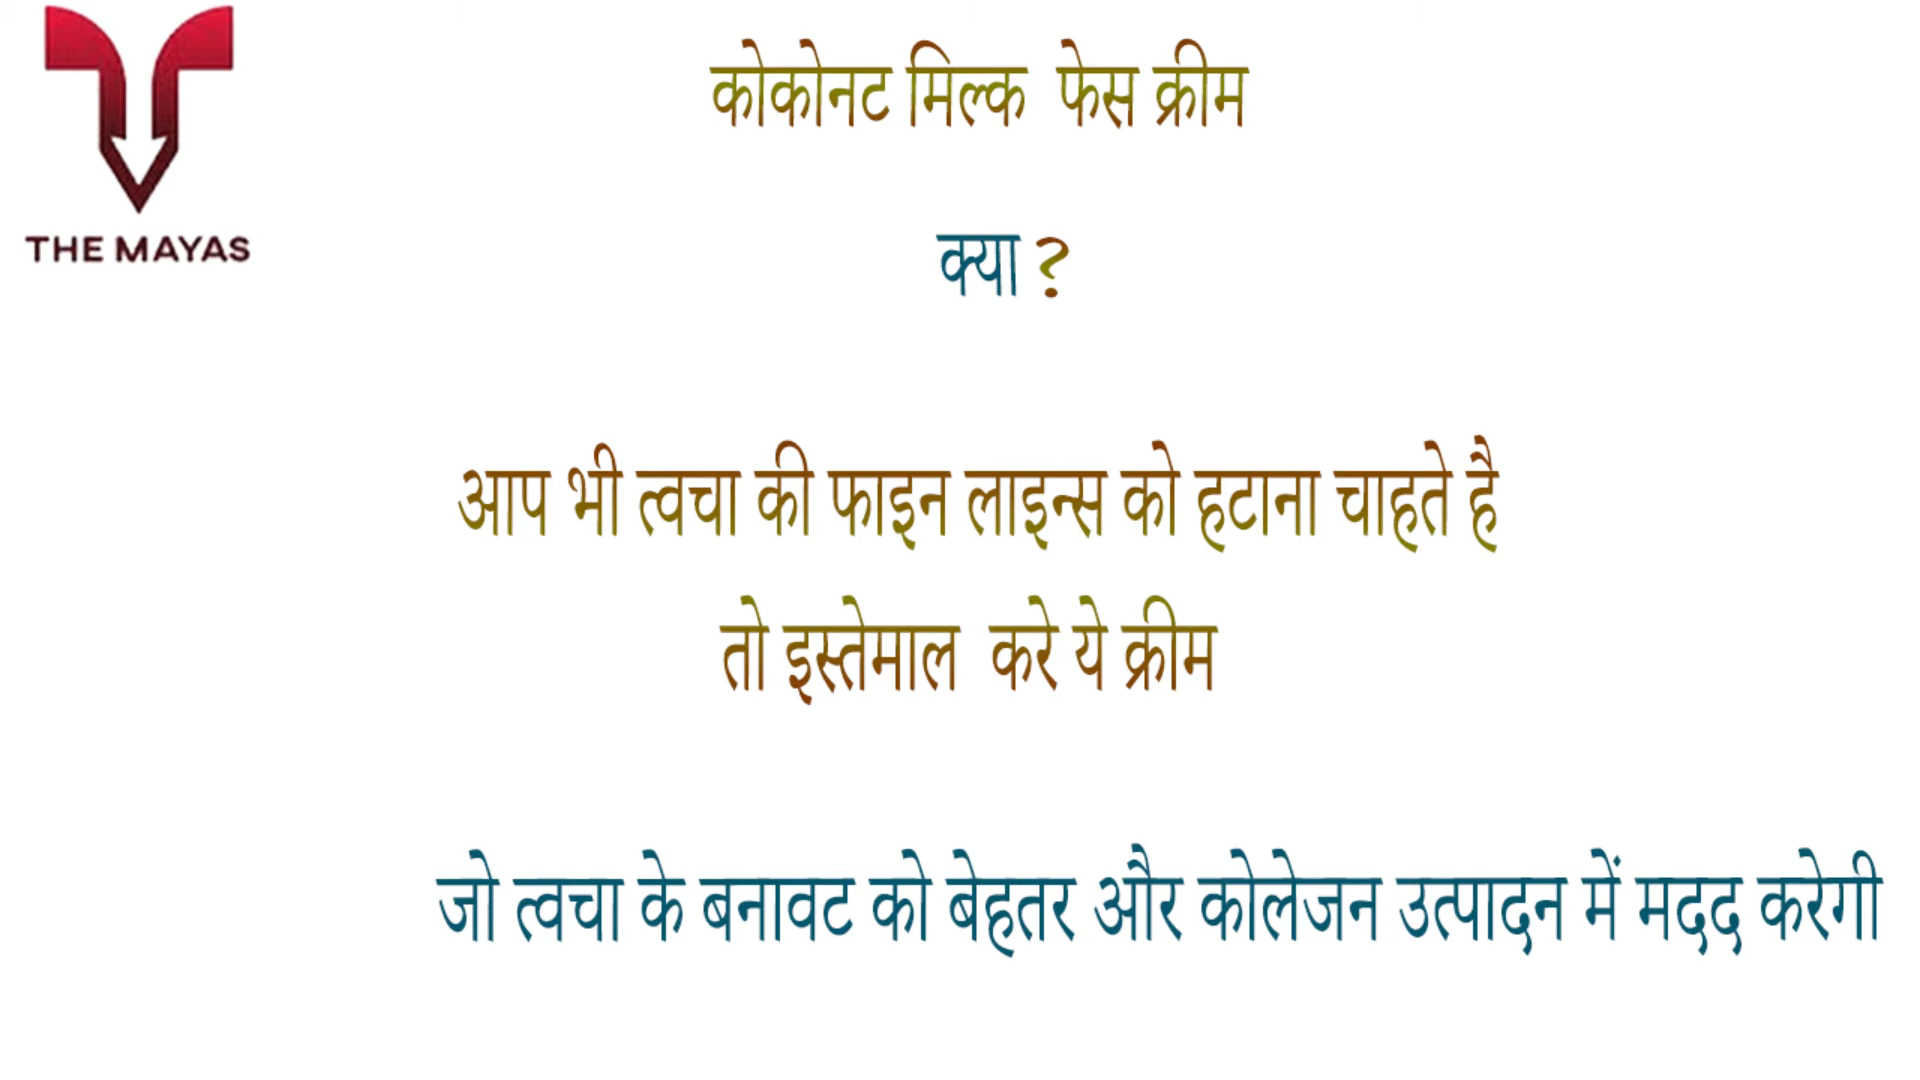 THE MAYAS
कोकोनट मिल्क फेस क्रीम
क्या ?
आप भी त्वचा की फाइन लाइन्स को हटाना चाहते है
तो इस्तेमाल करे ये क्रीम
जो त्वचा के बनावट को बेहतर और कोलेजन उत्पादन में मदद करेगी